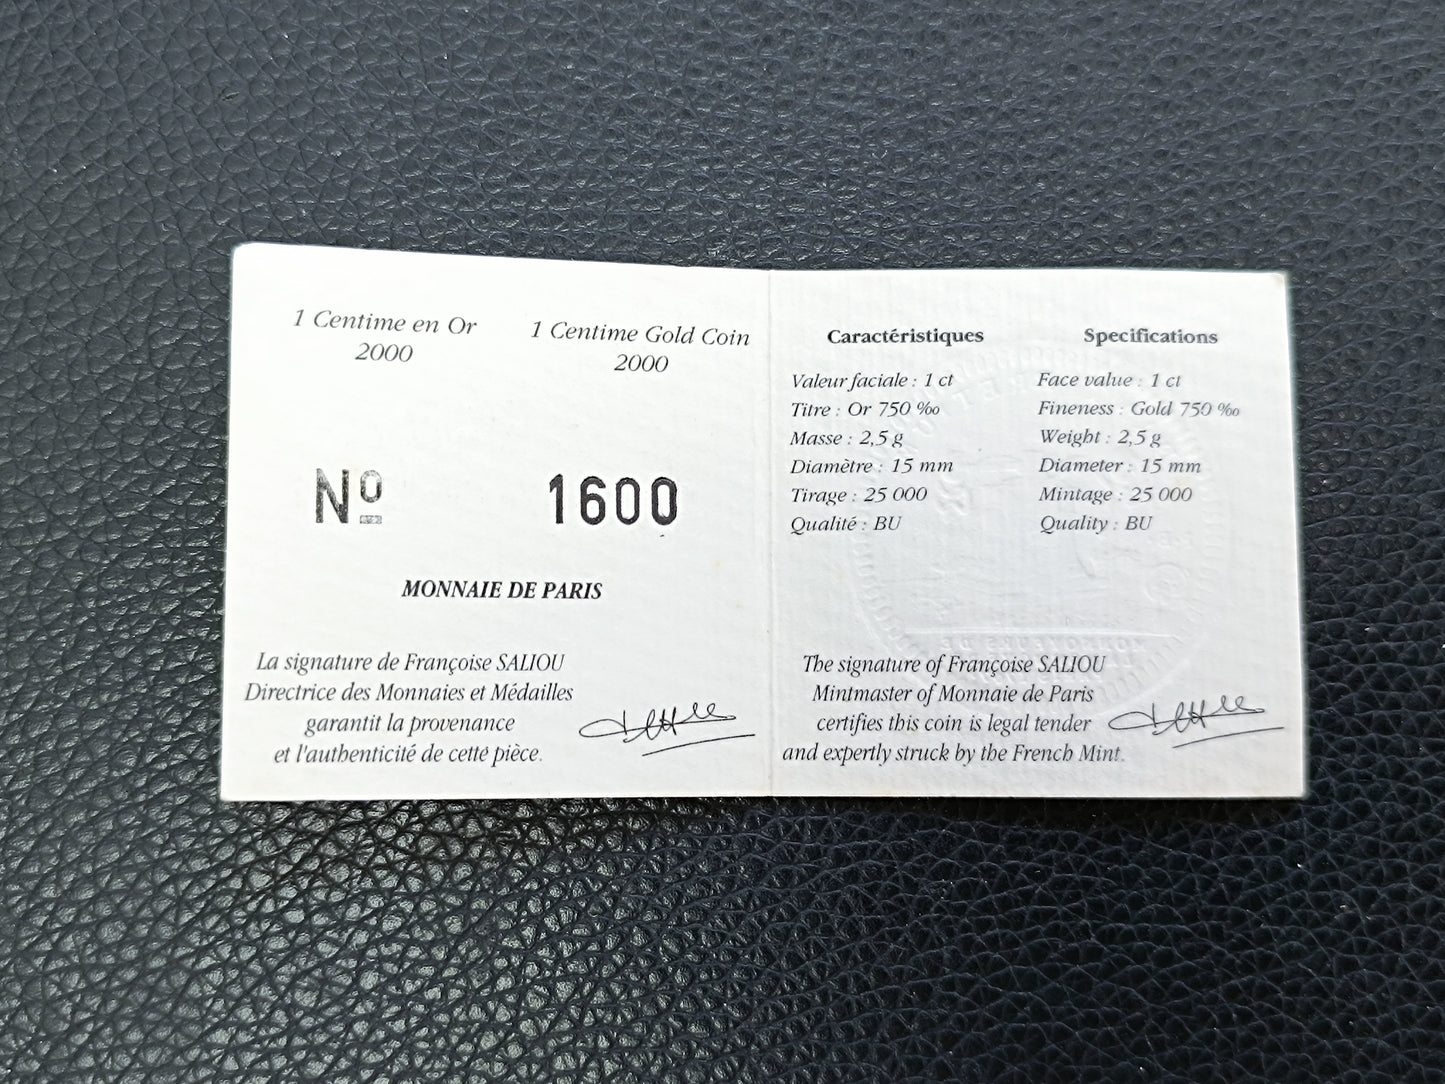 1 Centime en Or
2000
1 Centime Gold Coin
2000
Nº
1600
MONNAIE DE PARIS
La signature de Françoise SALIOU
Directrice des Monnaies et Médailles
garantit la provenance
et l'authenticité de cette pièce.
Caractéristiques
Valeur faciale : 1 ct
Titre : Or 750 ‰
Masse : 2,5 g
Diamètre : 15 mm
Tirage : 25 000
Qualité : BU
Specifications
Face value : 1 ct
Fineness : Gold 750 ‰
Weight : 2,5 g
Diameter : 15 mm
Mintage : 25 000
Quality : BU
The signature of Françoise SALIOU
Mintmaster of Monnaie de Paris
certifies this coin is legal tender
and expertly struck by the French Mint.